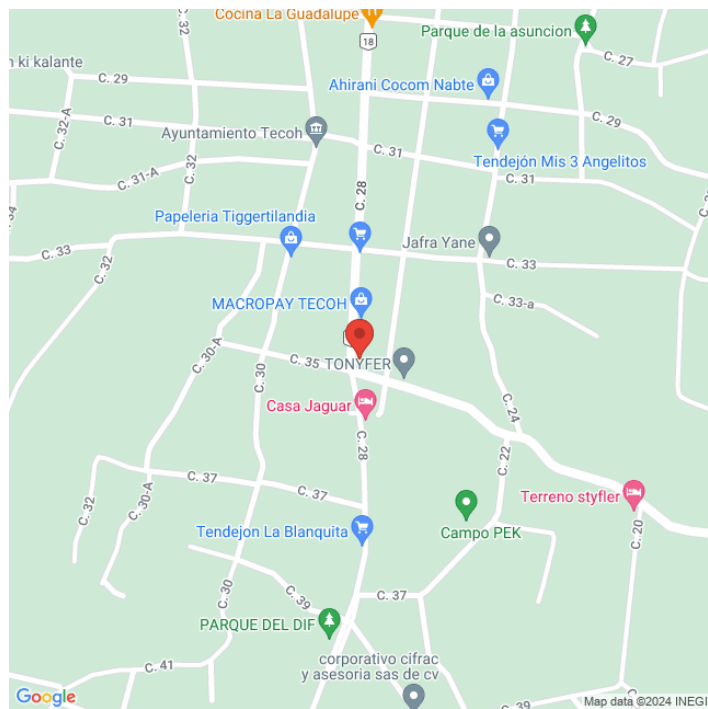 Cocina La Guadalupe
C. 32
18
Parque de la asuncion
C. 27
n ki kalante
C. 29
Ahirani Cocom Nabte
C. 32-A
C. 31
Ayuntamiento Tecoh
C. 29
C. 31
Tendejón Mis 3 Angelitos
C. 32
C. 31-A
C. 28
C. 31
Papeleria Tiggertilandia
Jafra Yane
C. 33
C. 32
C. 33
MACROPAY TECOH
C. 33-a
C. 30-A
C. 35
TONYFER
C. 30
Casa Jaguar
C. 24
C. 28
C. 22
C. 37
C. 37
Terreno styfler
C. 32
C. 30-A
Tendejon La Blanquita
Campo PEK
C. 20
C. 30
C. 39
C. 37
PARQUE DEL DIF
C. 41
corporativo cifrac
y asesoria sas de cv
Google
C. 39
Map data ©2024 INEGI